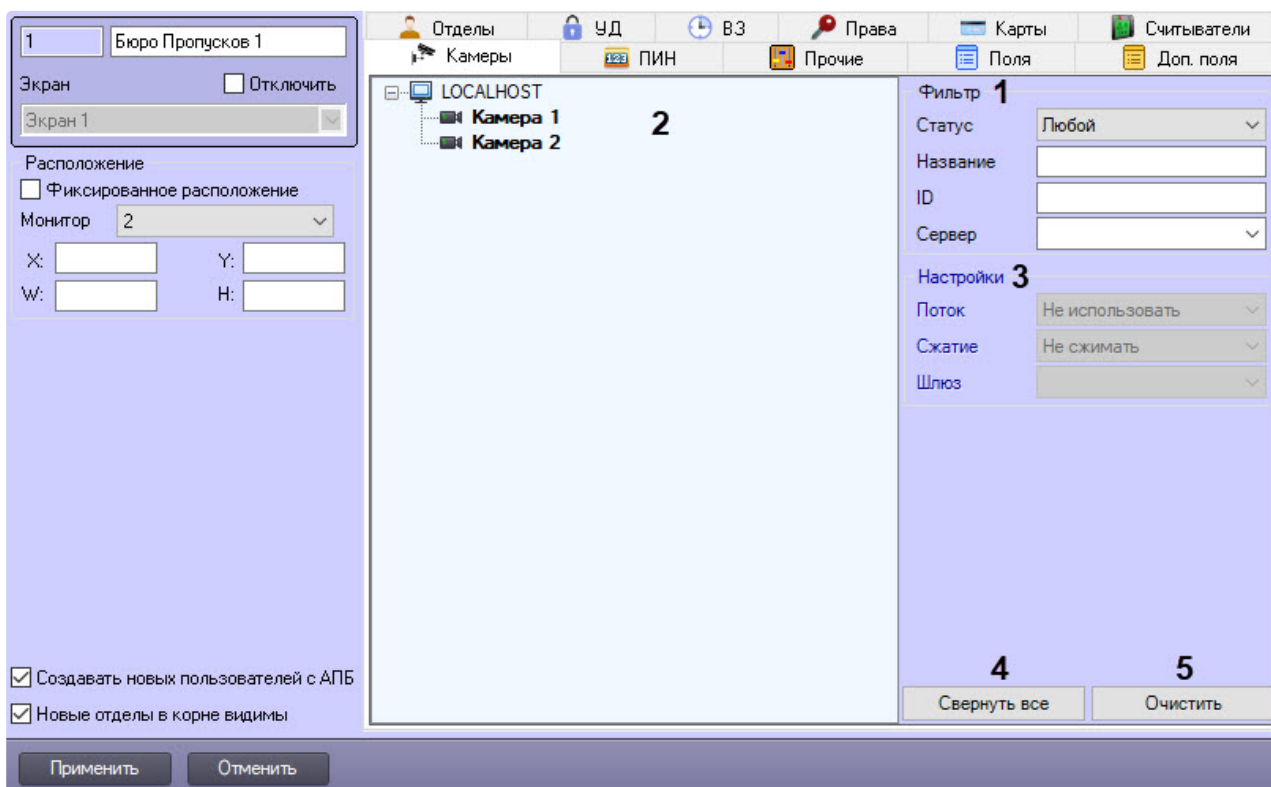 1 Бюро Пропусков 1
Экран Отключить
Экран 1
Расположение
Фиксированное расположение
Монитор 2
X: Y:
W: H:
Создавать новых пользователей с АПБ
Новые отделы в корне видимы
Применить Отменить
Отделы УД ВЗ Права Карты Считыватели
Камеры 123 ПИН Прочие Поля Доп. поля
LOCALHOST
Камера 1
Камера 2
2
Фильтр 1
Статус Любой
Название
ID
Сервер
Настройки 3
Поток Не использовать
Сжатие Не сжимать
Шлюз
4 5
Свернуть все Очистить